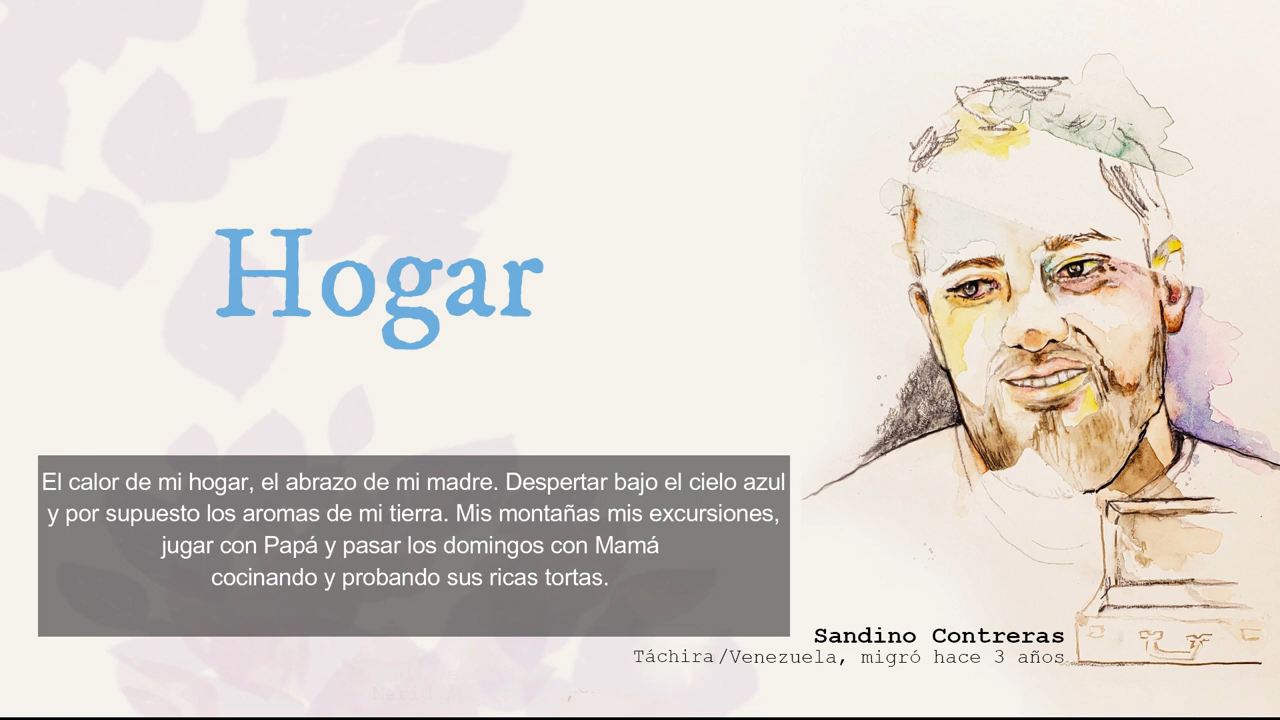 Hogar
El calor de mi hogar, el abrazo de mi madre. Despertar bajo el cielo azul
y por supuesto los aromas de mi tierra. Mis montañas mis excursiones,
jugar con Papá y pasar los domingos con Mamá
cocinando y probando sus ricas tortas.
Sandino Contreras
Táchira/Venezuela, migró hace 3 años